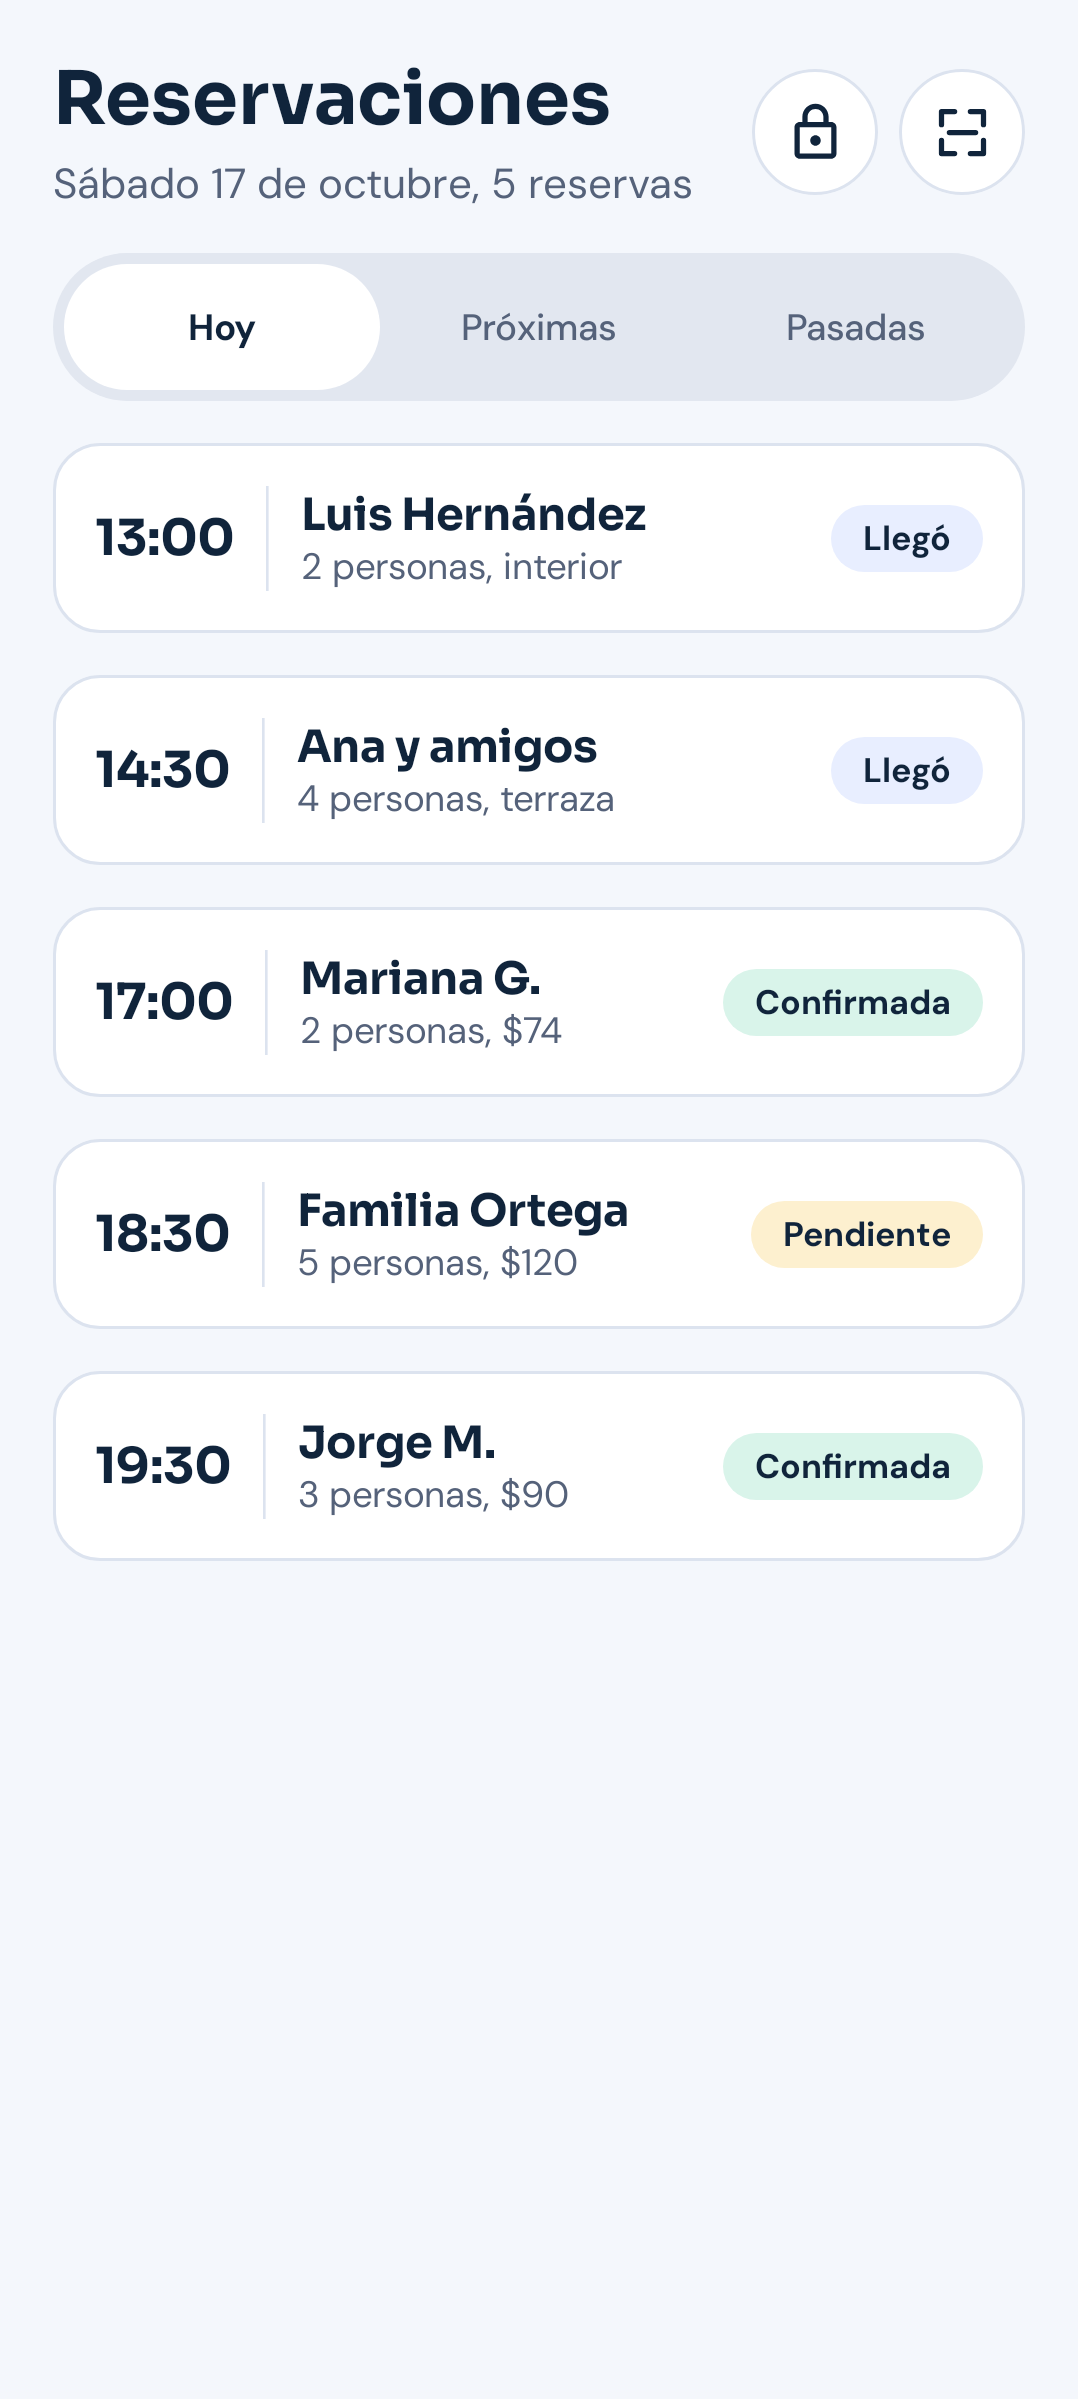 Reservaciones
Sábado 17 de octubre, 5 reservas
Hoy
Próximas
Pasadas
13:00
Luis Hernández
2 personas, interior
Llegó
14:30
Ana y amigos
4 personas, terraza
Llegó
17:00
Mariana G.
2 personas, $74
Confirmada
18:30
Familia Ortega
5 personas, $120
Pendiente
19:30
Jorge M.
3 personas, $90
Confirmada